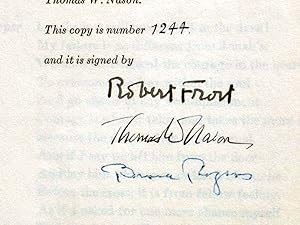 Thomas W. Nason.
This copy is number 1244
and it is signed by
Robert Frost
Thomas W Nason
Bruce Rogers